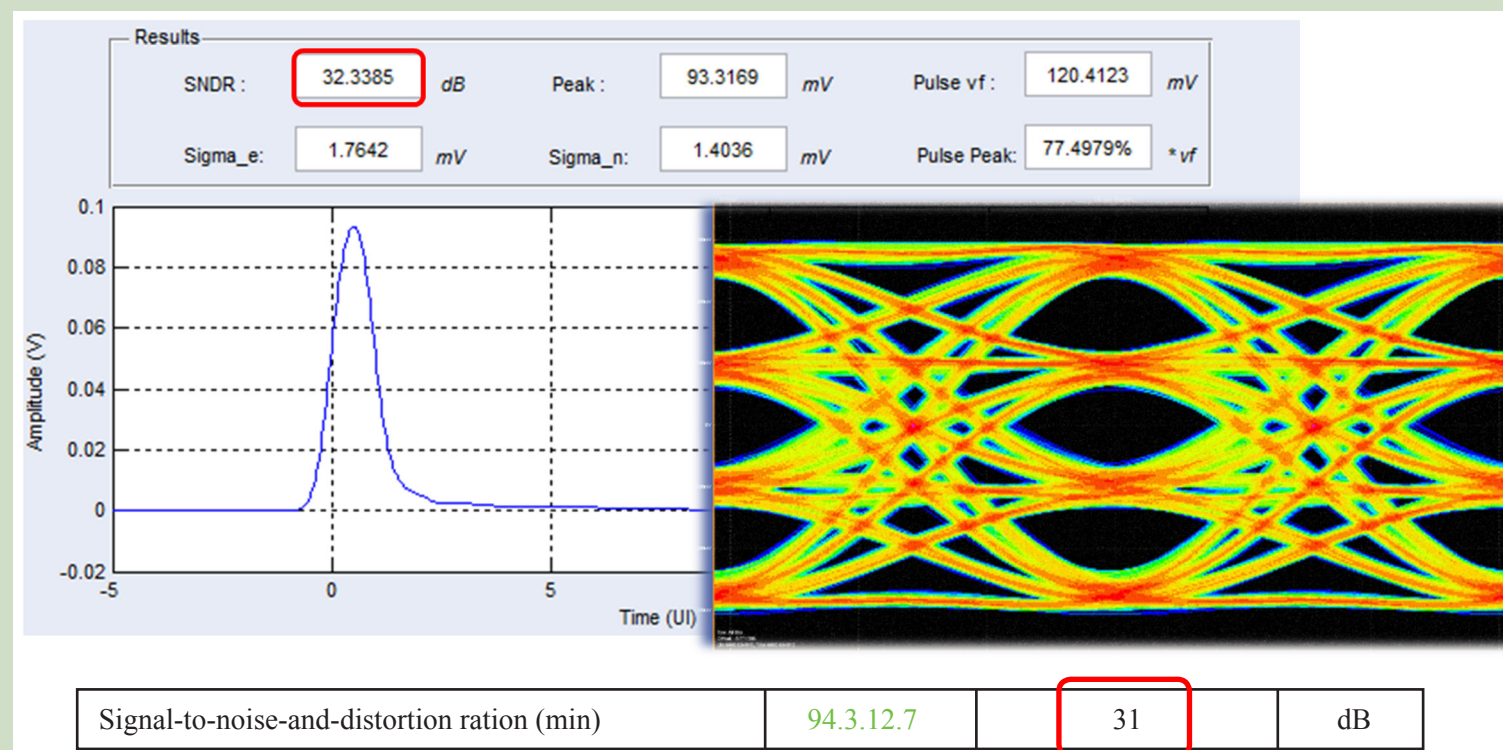 Results
SNDR : 32.3385 dB Peak : 93.3169 mV Pulse vf : 120.4123 mV
Sigma_e: 1.7642 mV Sigma_n: 1.4036 mV Pulse Peak: 77.4979% * vf
0.1
0.08
0.06
0.04
0.02
0
-0.02
Amplitude (V)
-5 0 5
Time (UI)
Signal-to-noise-and-distortion ration (min) 94.3.12.7 31 dB